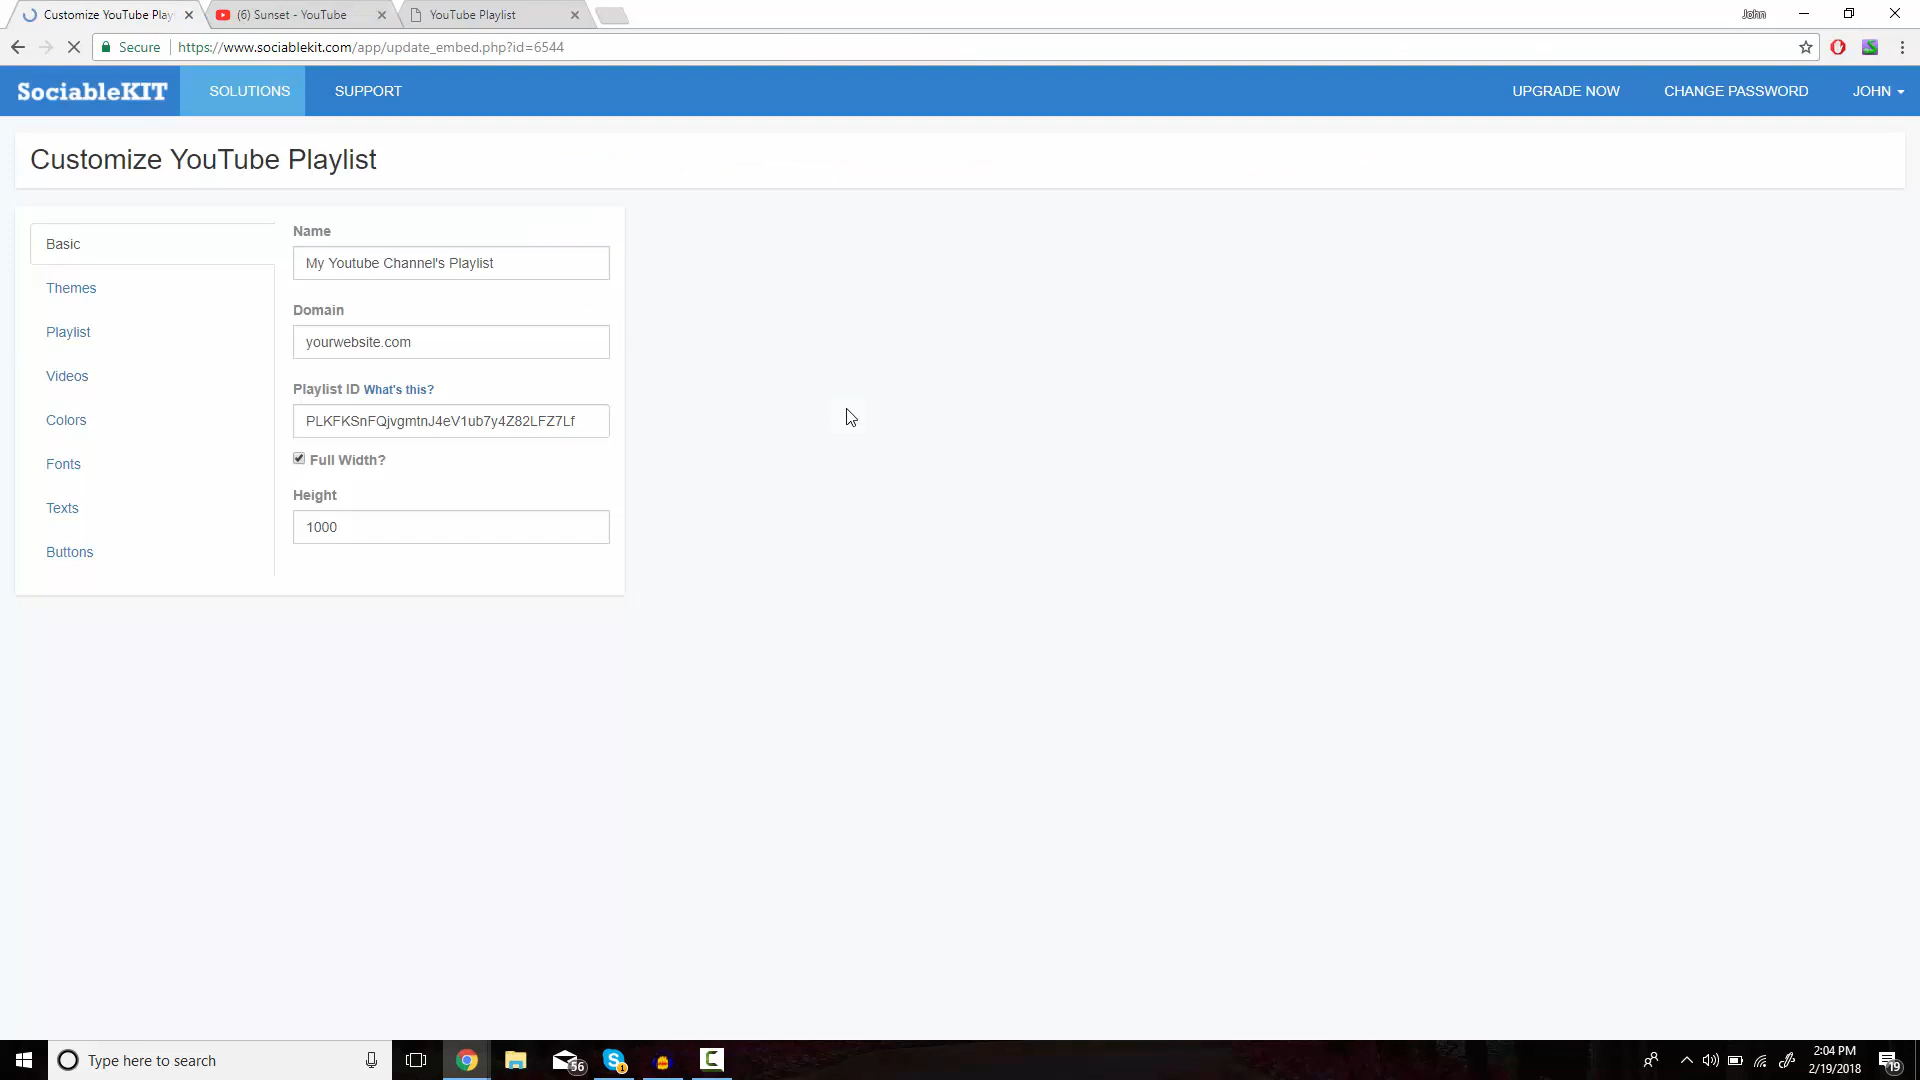 Customize YouTube Play
(6) Sunset - YouTube
YouTube Playlist
John
Secure
https://www.sociablekit.com/app/update_embed.php?id=6544
SociableKIT
SOLUTIONS
SUPPORT
UPGRADE NOW
CHANGE PASSWORD
JOHN
Customize YouTube Playlist
Basic
Themes
Playlist
Videos
Colors
Fonts
Texts
Buttons
Name
My Youtube Channel's Playlist
Domain
yourwebsite.com
Playlist ID What's this?
PLKFKSnFQjvgmtnJ4eV1ub7y4Z82LFZ7Lf
Full Width?
Height
1000
Type here to search
56
1
2:04 PM
2/19/2018
19